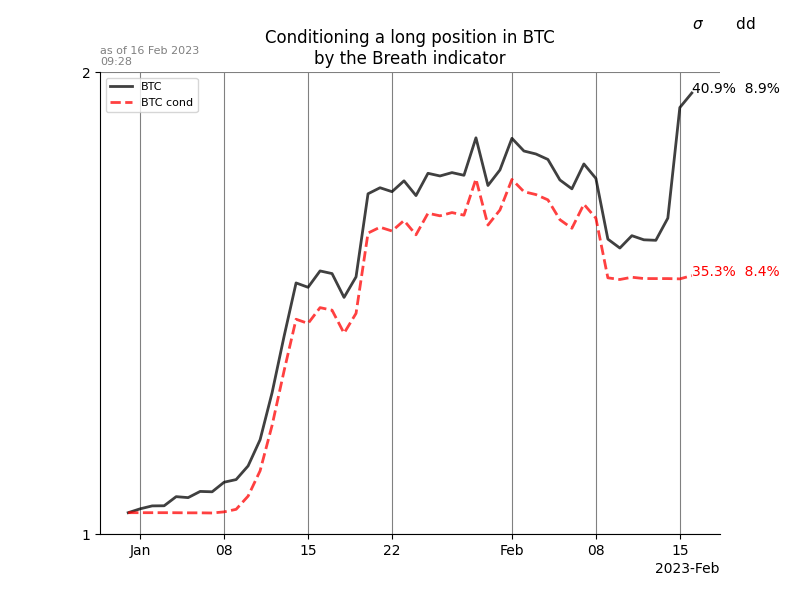 σ dd
Conditioning a long position in BTC
by the Breath indicator
as of 16 Feb 2023
09:28
2
BTC
BTC cond
40.9% 8.9%
35.3% 8.4%
1
Jan 08 15 22 Feb 08 15
2023-Feb